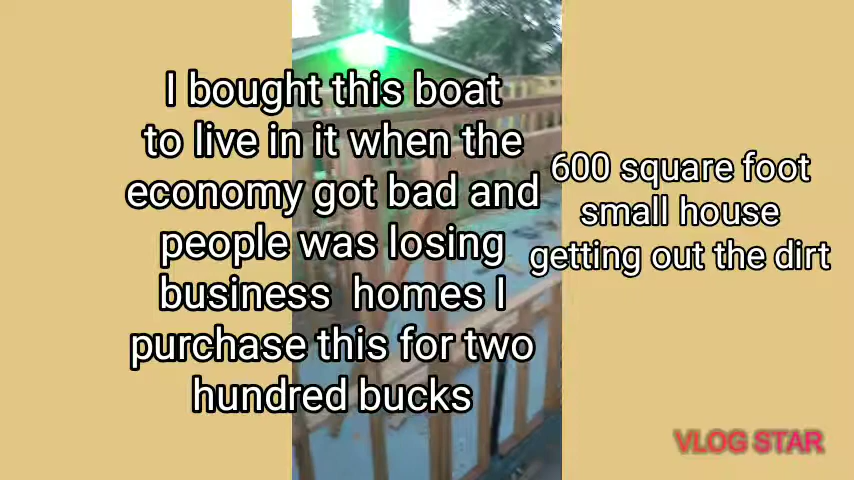 I bought this boat
to live in it when the
economy got bad and
people was losing
business homes I
purchase this for two
hundred bucks
600 square foot
small house
getting out the dirt
VLOG STAR